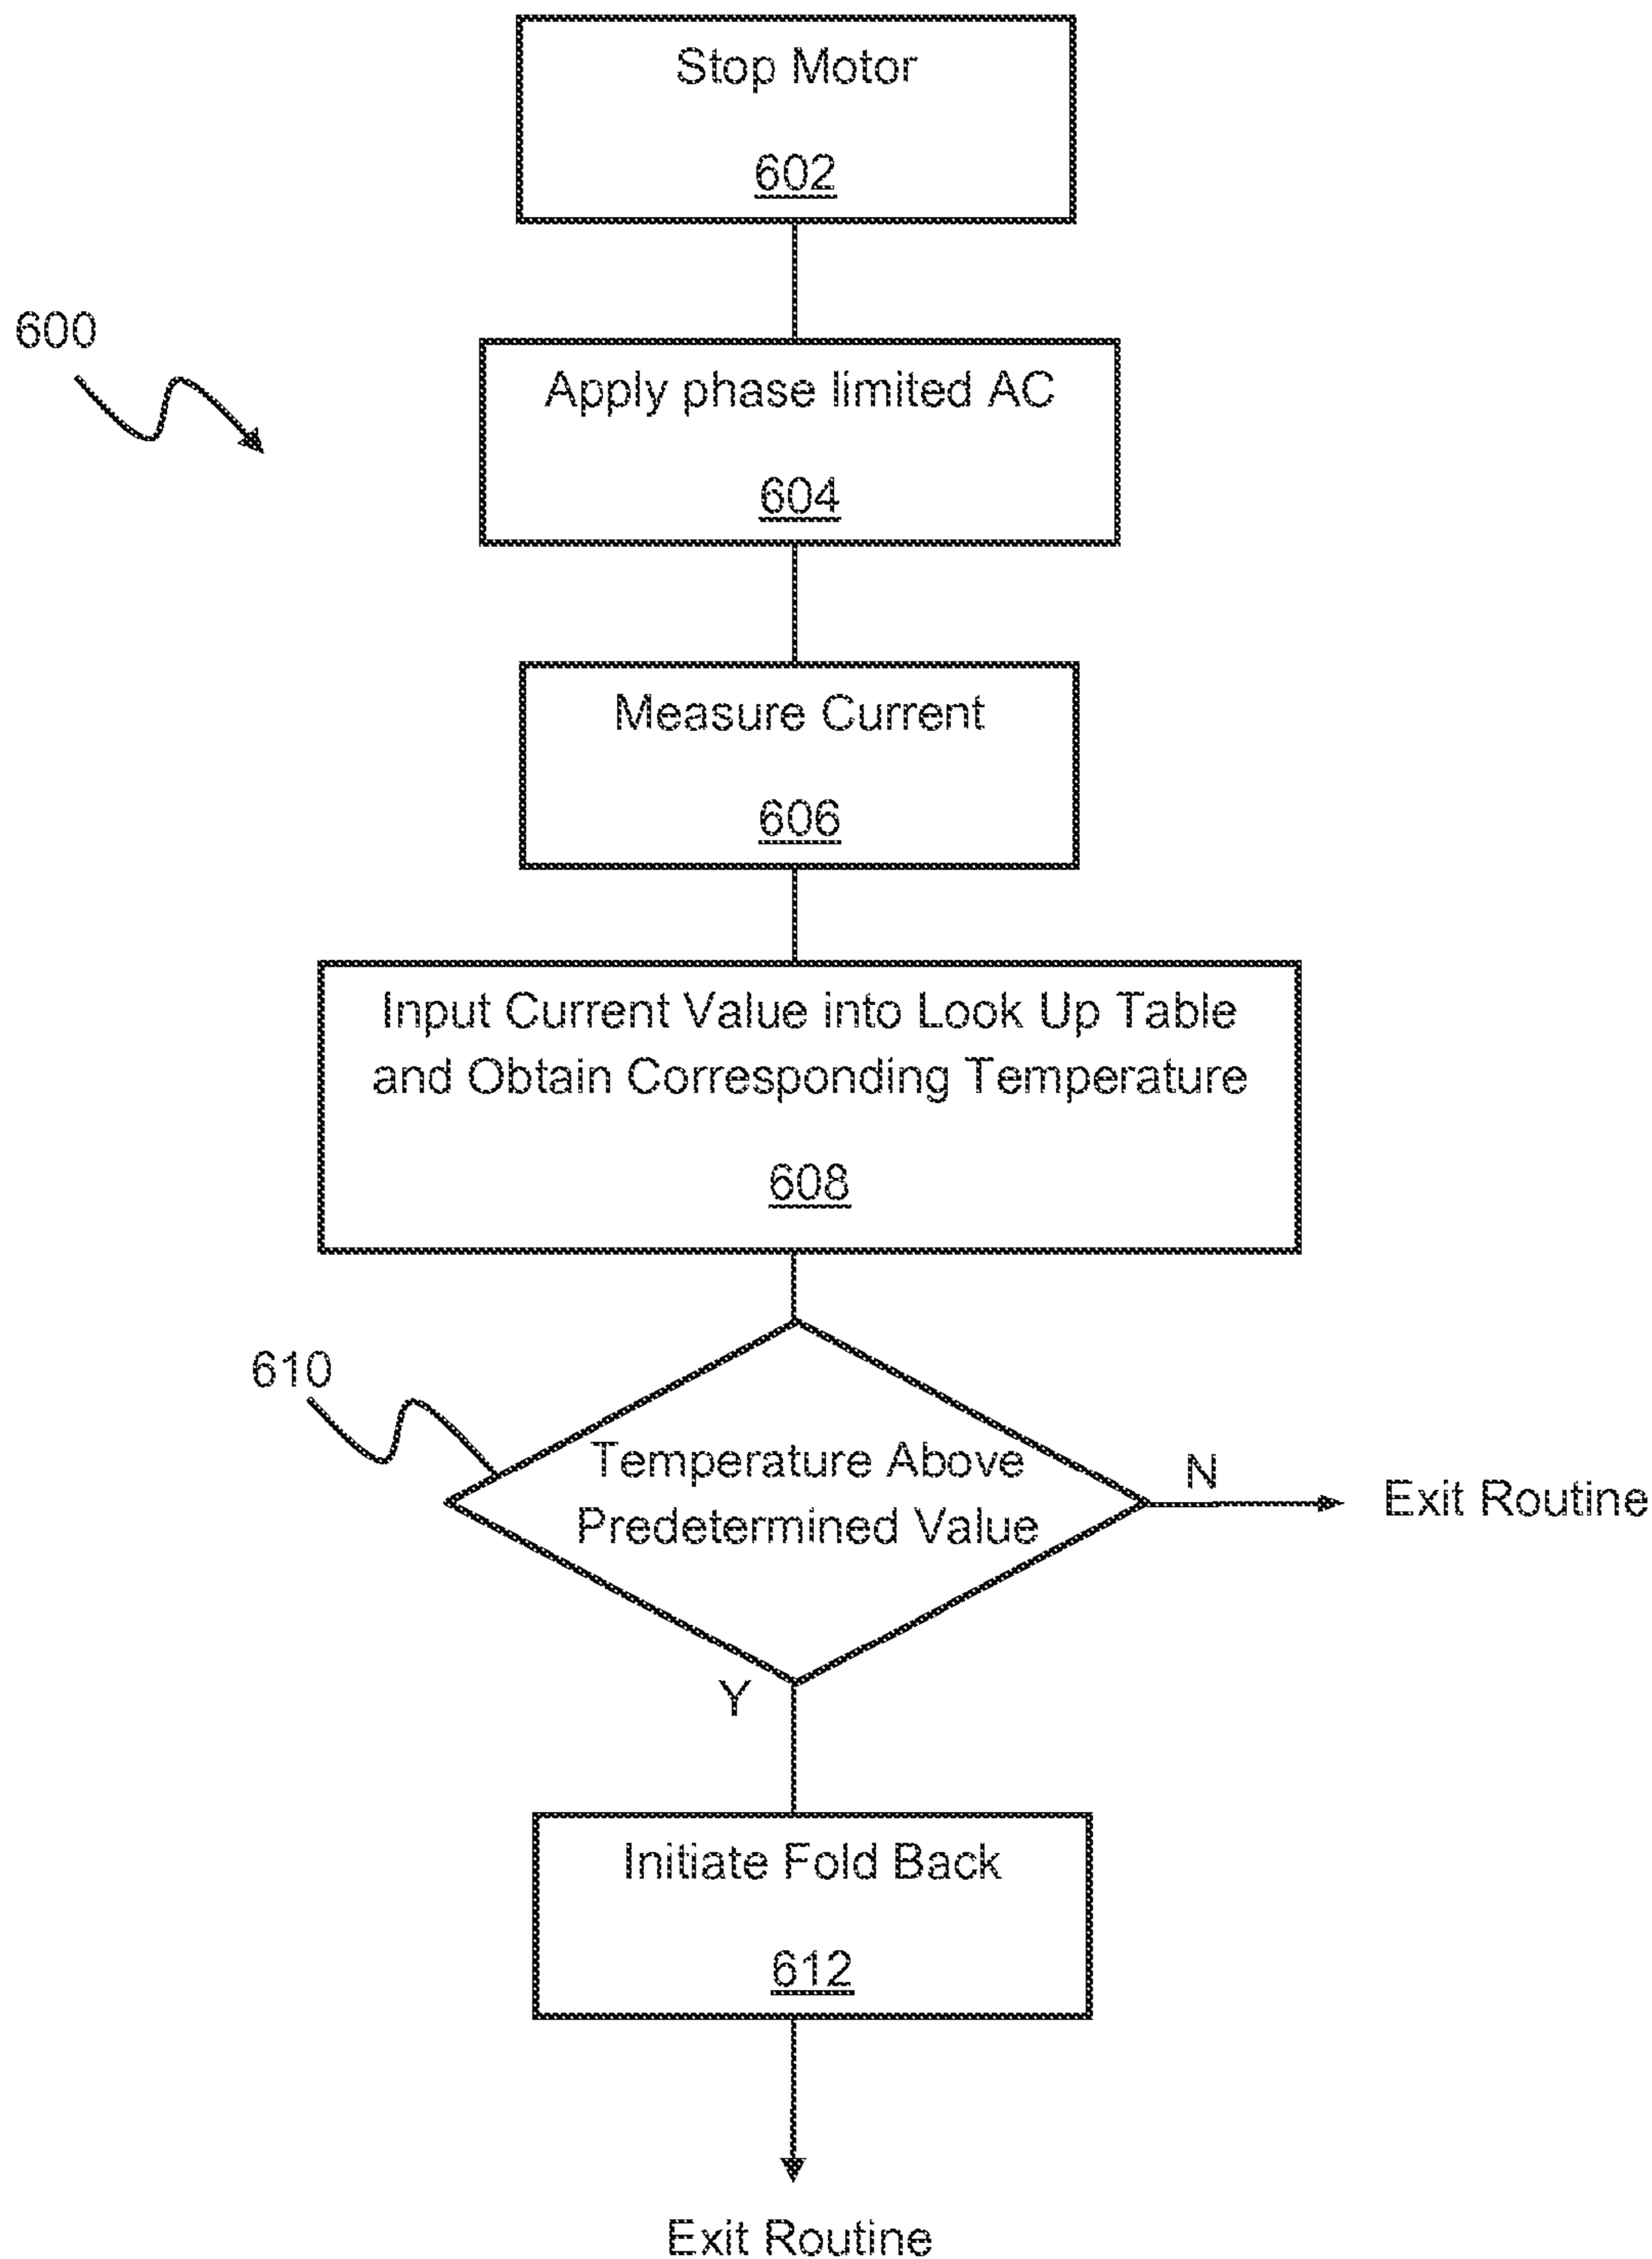 Stop Motor
602
600
Apply phase limited AC
604
Measure Current
606
Input Current Value into Look Up Table
and Obtain Corresponding Temperature
608
610
Temperature Above
Predetermined Value
N
Exit Routine
Y
Initiate Fold Back
612
Exit Routine